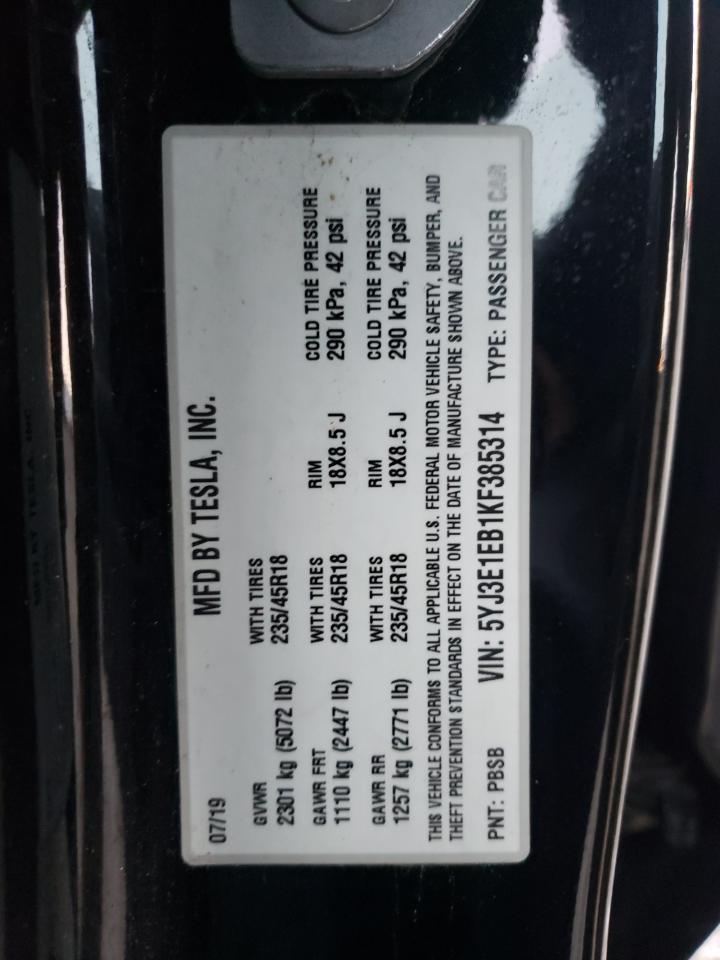 07/19 MFD BY TESLA, INC.
GVWR WITH TIRES
2301 kg (5072 lb) 235/45R18
GAWR FRT WITH TIRES RIM COLD TIRE PRESSURE
1110 kg (2447 lb) 235/45R18 18X8.5 J 290 kPa, 42 psi
GAWR RR WITH TIRES RIM COLD TIRE PRESSURE
1257 kg (2771 lb) 235/45R18 18X8.5 J 290 kPa, 42 psi
THIS VEHICLE CONFORMS TO ALL APPLICABLE U.S. FEDERAL MOTOR VEHICLE SAFETY, BUMPER, AND
THEFT PREVENTION STANDARDS IN EFFECT ON THE DATE OF MANUFACTURE SHOWN ABOVE.
PNT: PBSB VIN: 5YJ3E1EB1KF385314 TYPE: PASSENGER CAR